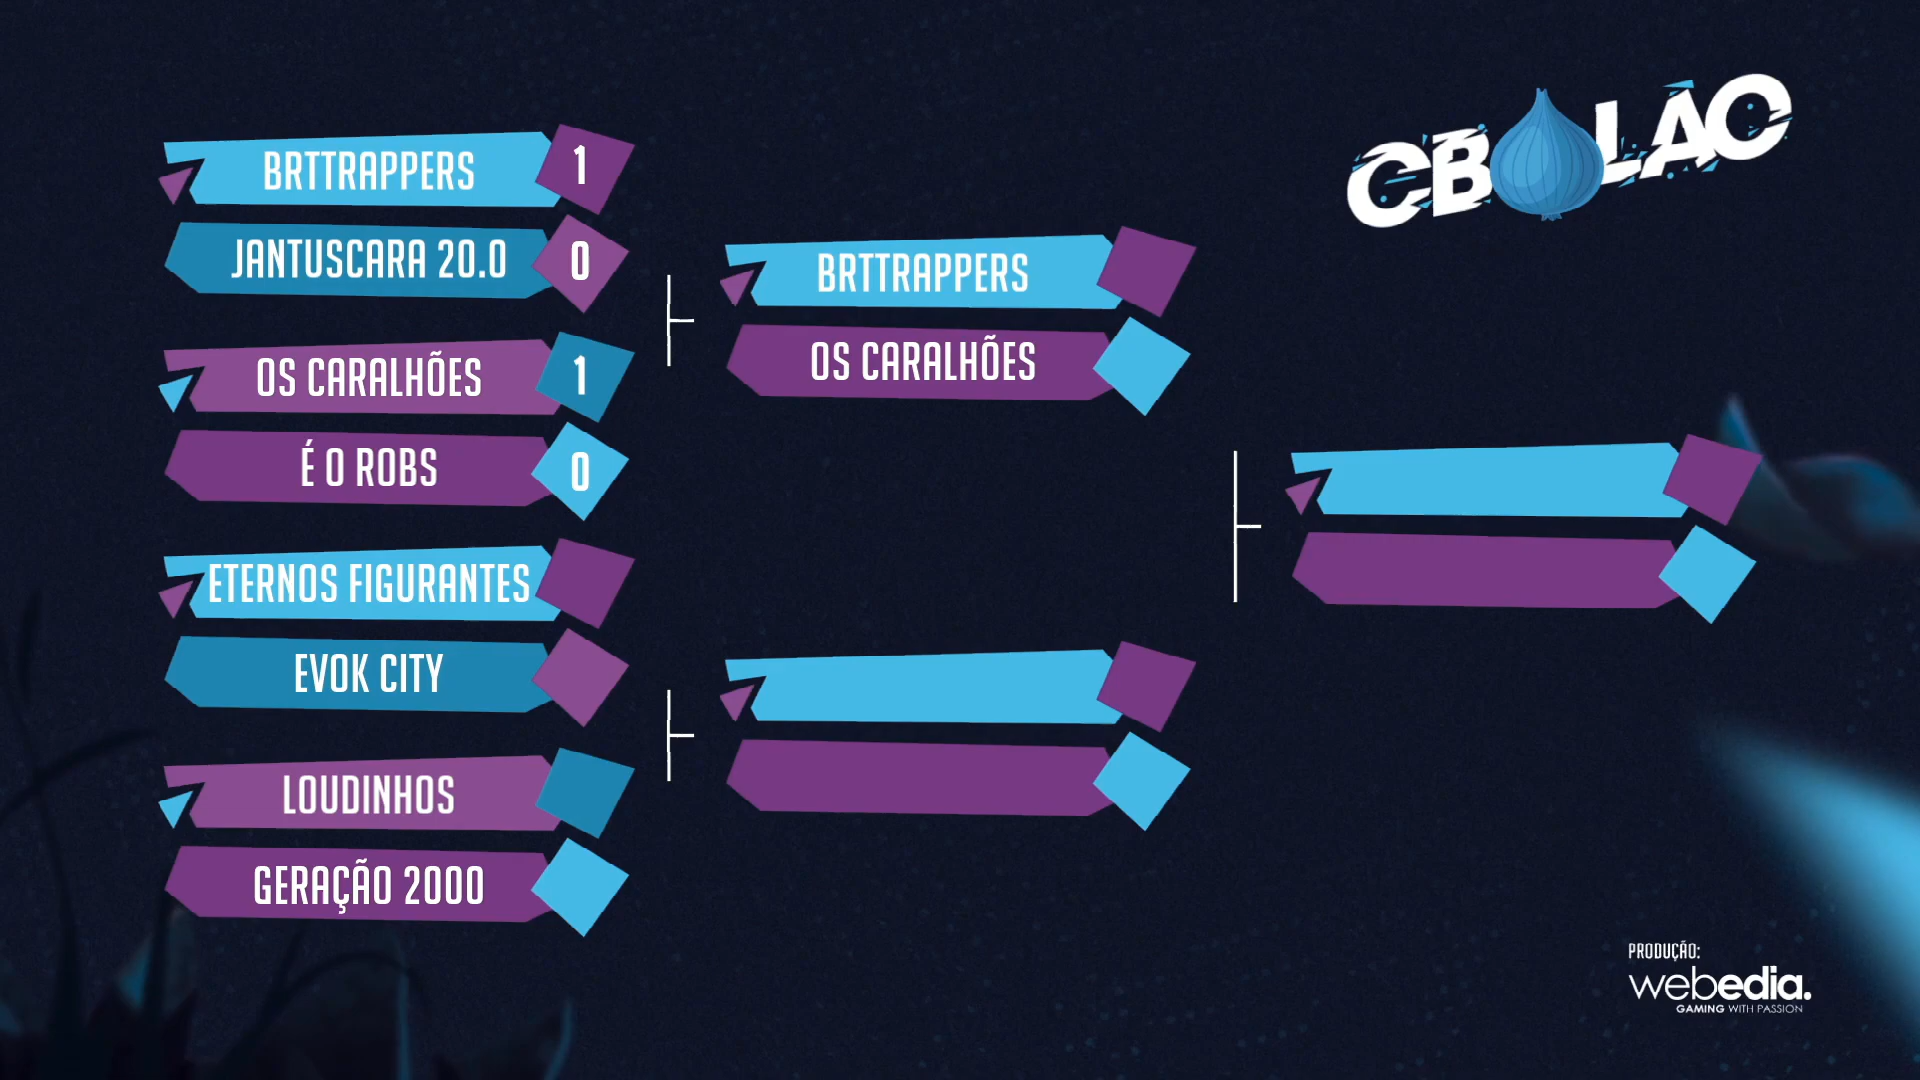 BRTTRAPPERS 1
JANTUSCARA 20.0 0
OS CARALHÕES 1
É O ROBS 0
ETERNOS FIGURANTES
EVOK CITY
LOUDINHOS
GERAÇÃO 2000
BRTTRAPPERS
OS CARALHÕES
CBOLÃO
PRODUÇÃO:
webedia.
GAMING WITH PASSION